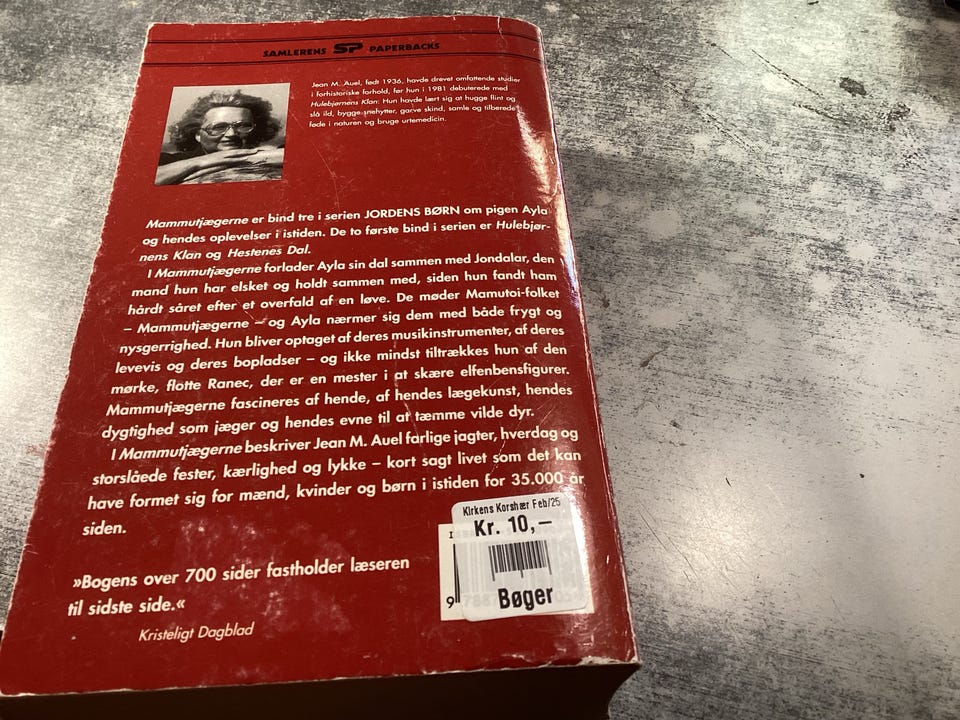 SAMLERENS SP PAPERBACKS
Jean M. Auel, født 1936, havde drevet omfattende studier
i forhistoriske forhold, før hun i 1981 debuterede med
Hulebjørnens Klan. Hun havde lært sig at hugge flint og
slå ild, bygge snehytter, garve skind, samle og tilberede
føde i naturen og bruge urtemedicin.
Mammutjægerne er bind tre i serien JORDENS BØRN om pigen Ayla
og hendes oplevelser i istiden. De to første bind i serien er Hulebjør-
nens Klan og Hestenes Dal.
I Mammutjægerne forlader Ayla sin dal sammen med Jondalar, den
mand hun har elsket og holdt sammen med, siden hun fandt ham
hårdt såret efter et overfald af en løve. De møder Mamutoi-folket
– Mammutjægerne – og Ayla nærmer sig dem med både frygt og
nysgerrighed. Hun bliver optaget af deres musikinstrumenter, af deres
levevis og deres bopladser – og ikke mindst tiltrækkes hun af den
mørke, flotte Ranec, der er en mester i at skære elfenbensfigurer.
Mammutjægerne fascineres af hende, af hendes lægekunst, hendes
dygtighed som jæger og hendes evne til at tæmme vilde dyr.
I Mammutjægerne beskriver Jean M. Auel farlige jagter, hverdag og
storslåede fester, kærlighed og lykke – kort sagt livet som det kan
have formet sig for mænd, kvinder og børn i istiden for 35.000 år
siden.
Kirkens Korshær Feb/25
Kr. 10,–
Bøger
»Bogens over 700 sider fastholder læseren
til sidste side.«
Kristeligt Dagblad